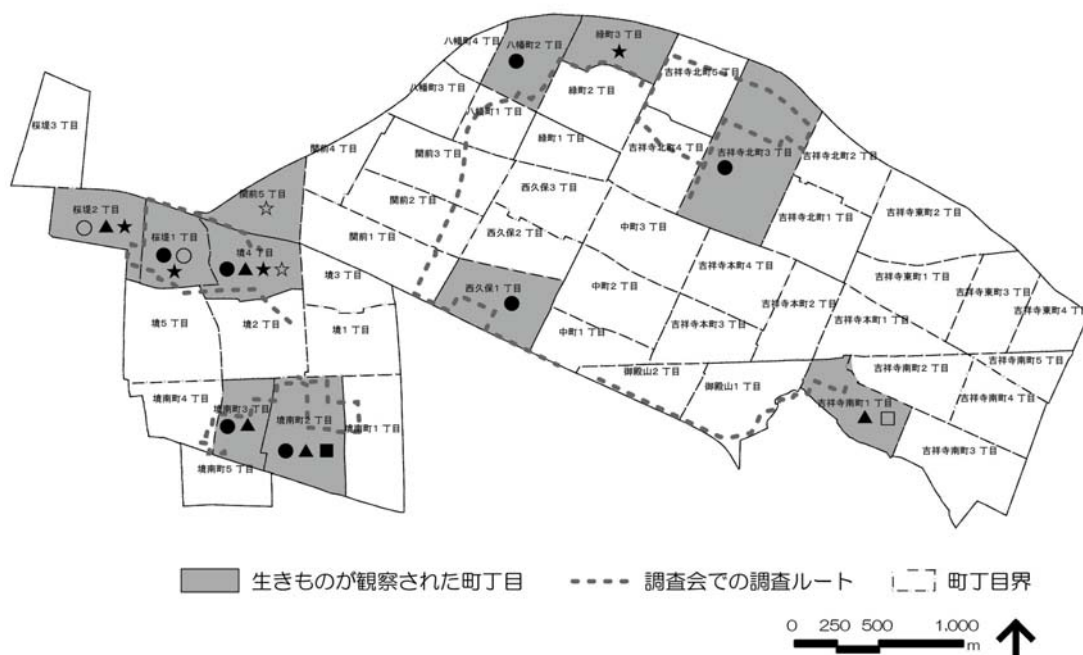 八幡町4 丁目
八幡町2 丁目
緑町3 丁目
★
●
吉祥寺北町5 丁目
八幡町3 丁目
緑町2 丁目
桜堤3 丁目
八幡町1 丁目
緑町1 丁目
吉祥寺北町4 丁目
吉祥寺北町3 丁目
●
吉祥寺北町2 丁目
関前4 丁目
関前3 丁目
西久保3 丁目
関前5 丁目
☆
関前2 丁目
吉祥寺北町1 丁目
吉祥寺東町2 丁目
桜堤2 丁目
○▲★
桜堤1 丁目
●○
★
境4 丁目
●▲★☆
関前1 丁目
西久保2 丁目
中町3 丁目
吉祥寺本町4 丁目
境3 丁目
吉祥寺東町1 丁目
西久保1 丁目
●
中町2 丁目
吉祥寺本町2 丁目
吉祥寺東町3 丁目
吉祥寺東町4 丁目
境5 丁目
境2 丁目
境1 丁目
中町1 丁目
吉祥寺本町3 丁目
吉祥寺本町1 丁目
御殿山2 丁目
御殿山1 丁目
吉祥寺南町2 丁目
吉祥寺南町5 丁目
境南町4 丁目
境南町3 丁目
●▲
境南町2 丁目
●▲■
境南町1 丁目
吉祥寺南町1 丁目
▲□
吉祥寺南町4 丁目
吉祥寺南町3 丁目
境南町5 丁目
生きものが観察された町丁目
調査会での調査ルート
町丁目界
0 250 500 1.000
m